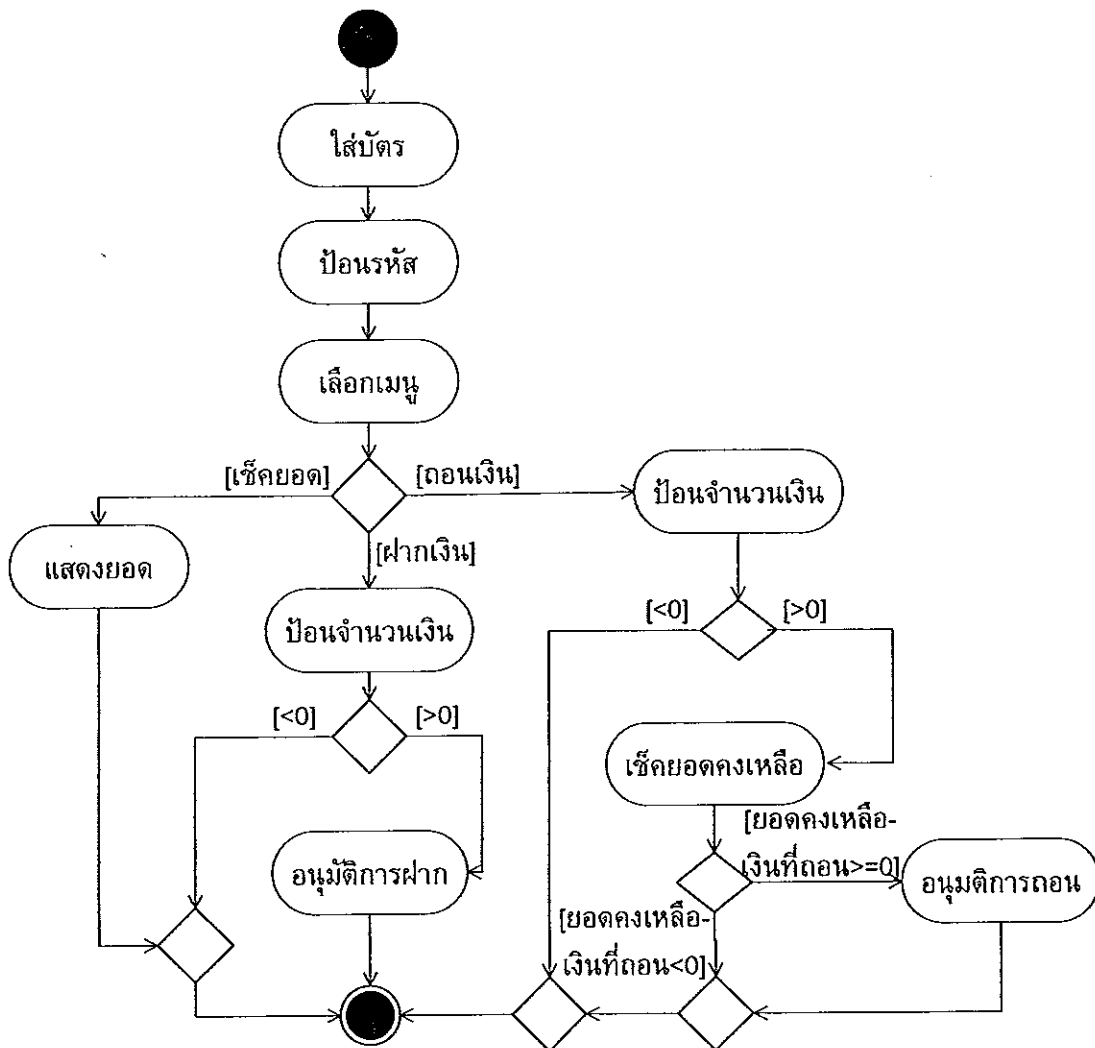 ใส่บัตร
ป้อนรหัส
เลือกเมนู
[เช็คยอด]
[ถอนเงิน]
ป้อนจำนวนเงิน
แสดงยอด
[ฝากเงิน]
ป้อนจำนวนเงิน
[<0]
[>0]
[<0]
[>0]
เช็คยอดคงเหลือ
[ยอดคงเหลือ-
เงินที่ถอน>=0]
อนุมัติการฝาก
อนุมติการถอน
[ยอดคงเหลือ-
เงินที่ถอน<0]